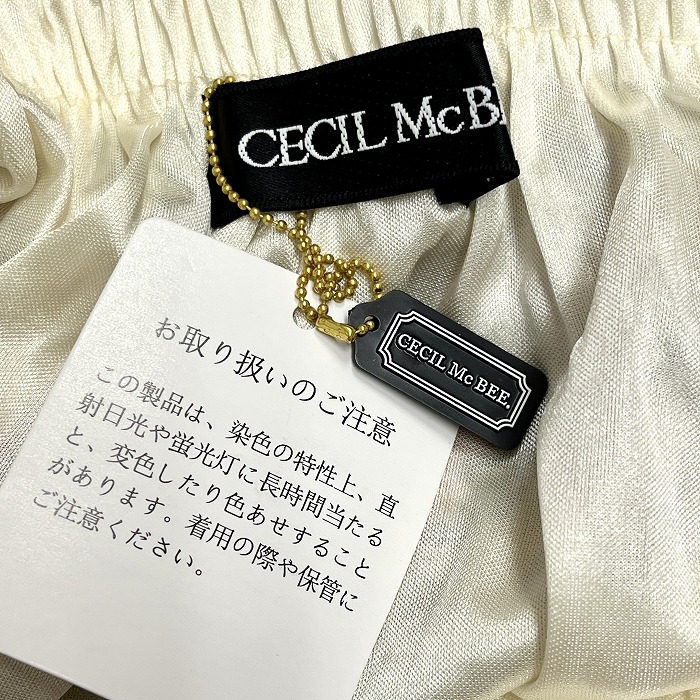 CECIL McBE
CECIL McBEE.
お取り扱いのご注意
この製品は、染色の特性上、直
射日光や蛍光灯に長時間当たる
と、変色したり色あせすること
があります。着用の際や保管に
ご注意ください。